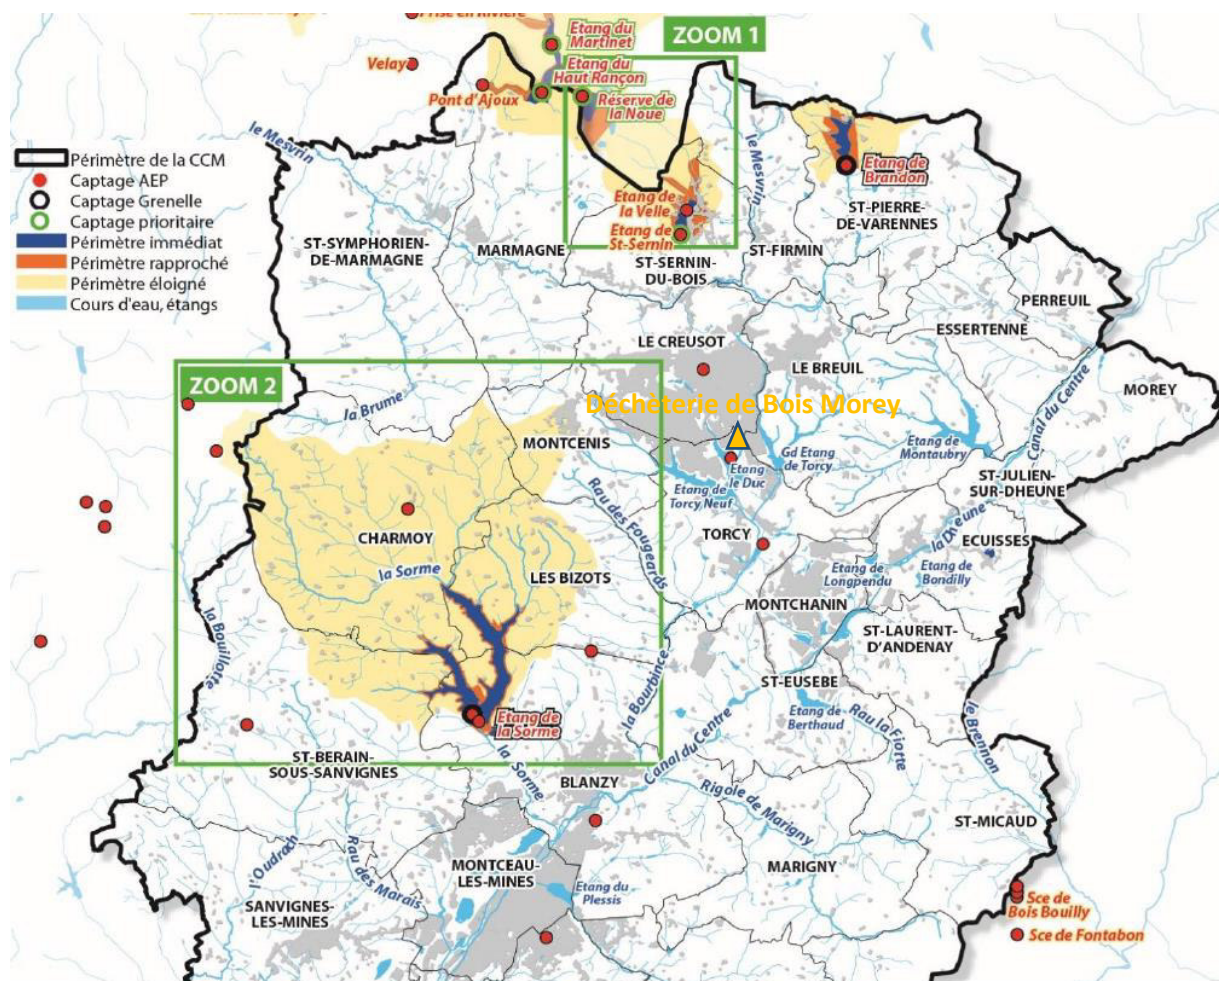 Prise en Rivière
Etang du
Martinet
ZOOM 1
Velay
Etang du
Haut Rançon
Pont d'Ajoux
Réserve de
la Noue
le Mesvrin
le Mesvrin
Périmètre de la CCM
Captage AEP
Captage Grenelle
Captage prioritaire
Périmètre immédiat
Périmètre rapproché
Périmètre éloigné
Cours d'eau, étangs
Etang de
Brandon
Etang de
la Velle
Etang de
St-Sernin
ST-PIERRE-
DE-VARENNES
ST-SYMPHORIEN-
DE-MARMAGNE
MARMAGNE
ST-FIRMIN
ST-SERNIN-
DU-BOIS
PERREUIL
ESSERTENNE
LE CREUSOT
LE BREUIL
MOREY
ZOOM 2
la Brume
Déchèterie de Bois Morey
Canal du Centre
MONTCENIS
Etang de
Montaubry
Gd Etang
de Torcy
Etang
le Duc
Etang de
Torcy Neuf
ST-JULIEN-
SUR-DHEUNE
Rau des Fougeards
CHARMOY
TORCY
la Dheune
ECUISSES
la Sorme
LES BIZOTS
Etang de
Longpendu
Etang de
Bondilly
MONTCHANIN
la Bouillotte
ST-LAURENT-
D'ANDENAY
ST-EUSEBE
la Bourbince
Etang de
la Sorme
Etang de
Berthaud
Rau la Fiotte
le Brennon
ST-BERAIN-
SOUS-SANVIGNES
la Sorme
BLANZY
Canal du Centre
Rigole de Marigny
ST-MICAUD
l'Oudrach
Rau des Marais
MONTCEAU-
LES-MINES
MARIGNY
Etang du
Plessis
SANVIGNES-
LES-MINES
Sce de
Bois Bouilly
Sce de Fontabon